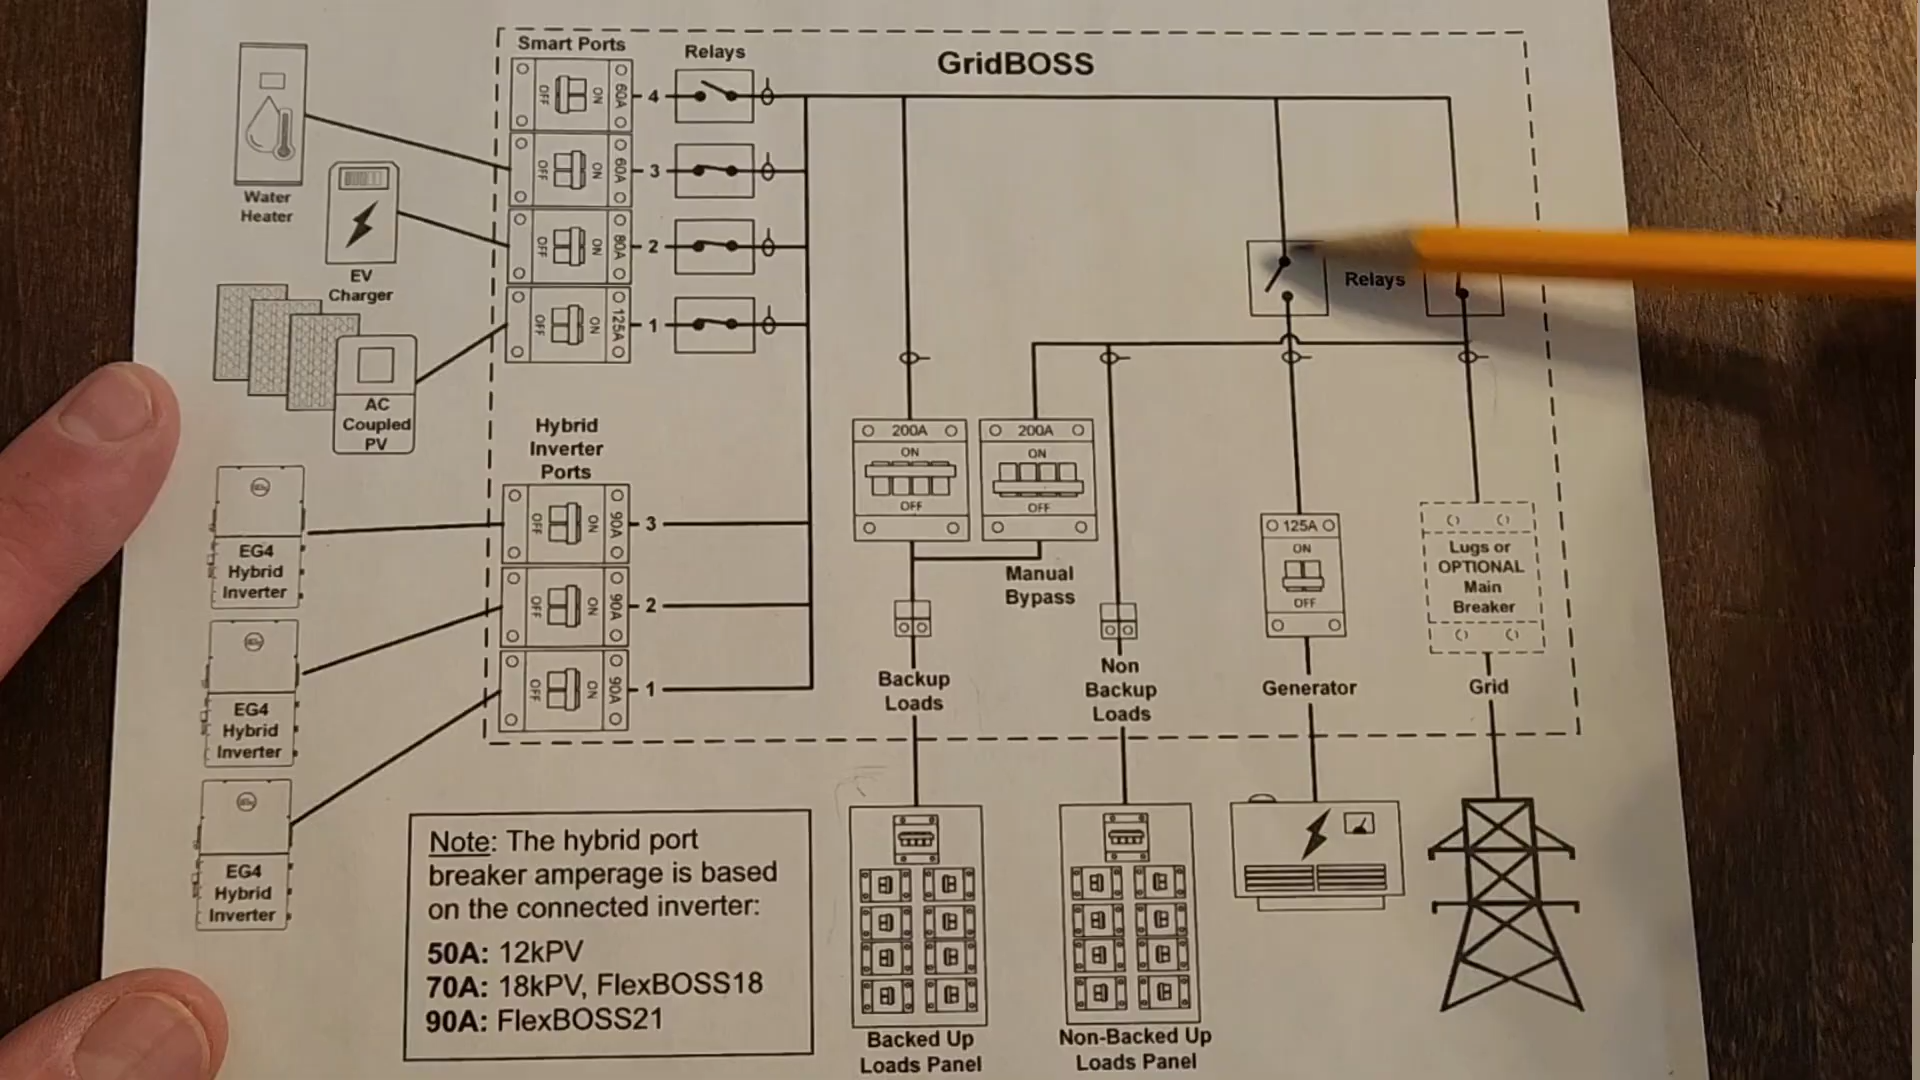 Smart Ports
Relays
GridBOSS
OFF
ON
60A
4
OFF
ON
60A
3
OFF
ON
80A
2
OFF
ON
125A
1
Water
Heater
EV
Charger
AC
Coupled
PV
Relays
Hybrid
Inverter
Ports
OFF
ON
90A
3
OFF
ON
90A
2
OFF
ON
90A
1
EG4
Hybrid
Inverter
EG4
Hybrid
Inverter
EG4
Hybrid
Inverter
200A
ON
OFF
200A
ON
OFF
Manual
Bypass
125A
ON
OFF
Lugs or
OPTIONAL
Main
Breaker
Backup
Loads
Non
Backup
Loads
Generator
Grid
Note: The hybrid port
breaker amperage is based
on the connected inverter:
50A: 12kPV
70A: 18kPV, FlexBOSS18
90A: FlexBOSS21
Backed Up
Loads Panel
Non-Backed Up
Loads Panel